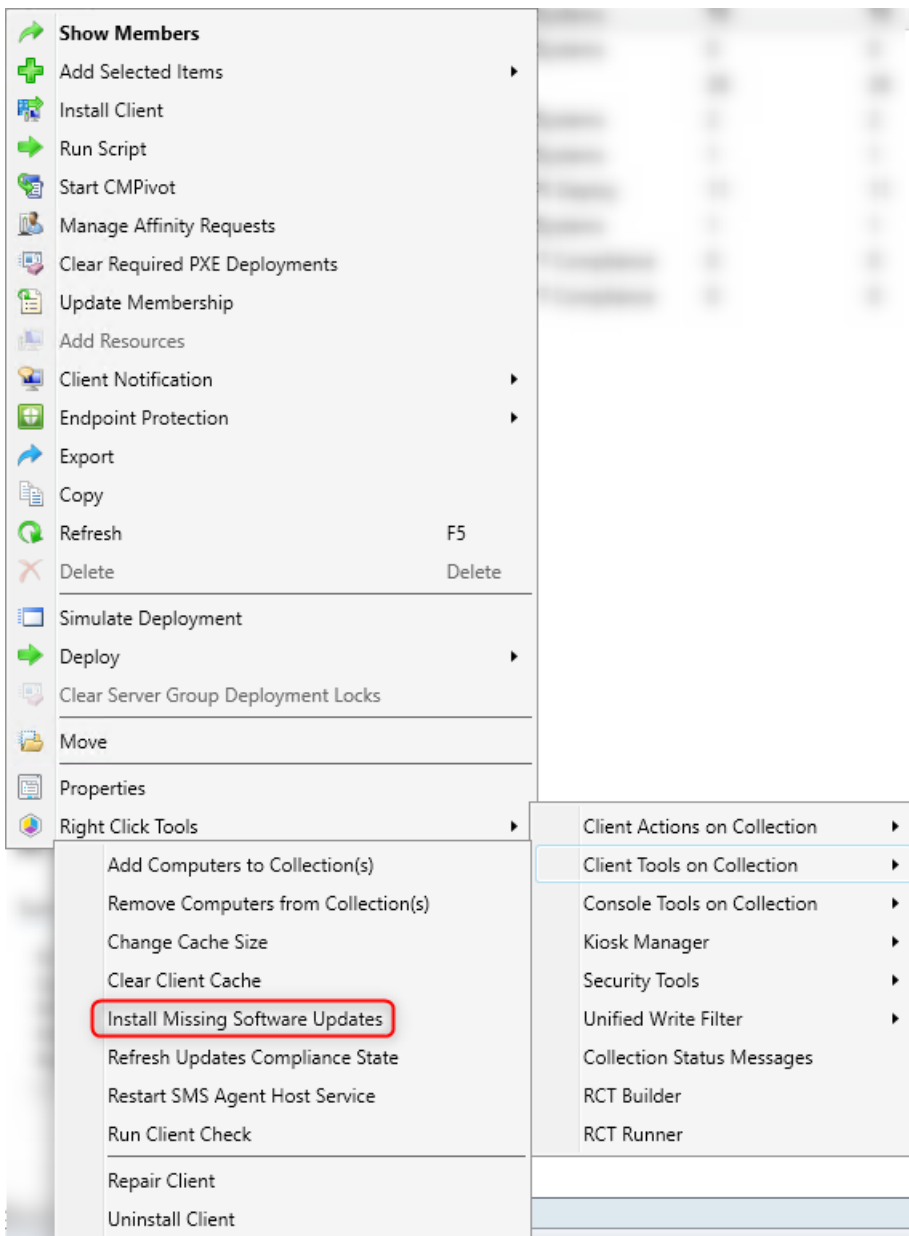 Show Members
Add Selected Items
Install Client
Run Script
Start CMPivot
Manage Affinity Requests
Clear Required PXE Deployments
Update Membership
Add Resources
Client Notification
Endpoint Protection
Export
Copy
Refresh F5
Delete Delete
Simulate Deployment
Deploy
Clear Server Group Deployment Locks
Move
Properties
Right Click Tools
Client Actions on Collection
Client Tools on Collection
Console Tools on Collection
Kiosk Manager
Security Tools
Unified Write Filter
Collection Status Messages
RCT Builder
RCT Runner
Add Computers to Collection(s)
Remove Computers from Collection(s)
Change Cache Size
Clear Client Cache
Install Missing Software Updates
Refresh Updates Compliance State
Restart SMS Agent Host Service
Run Client Check
Repair Client
Uninstall Client